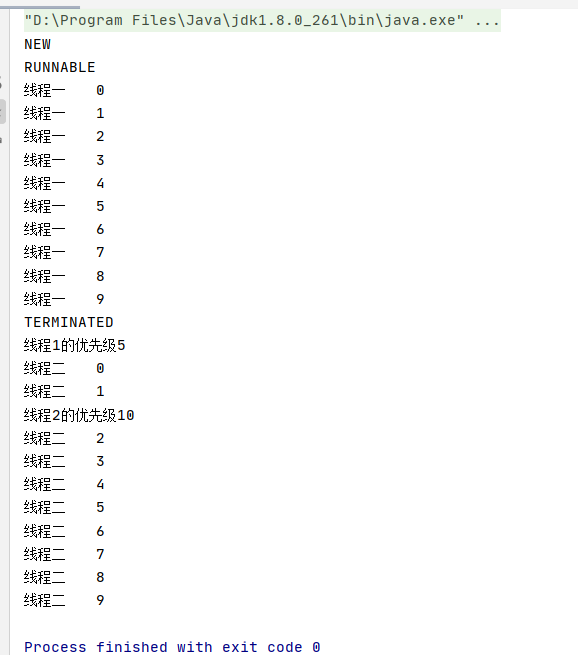 "D:\Program Files\Java\jdk1.8.0_261\bin\java.exe" ...
NEW
RUNNABLE
线程一    0
线程一    1
线程一    2
线程一    3
线程一    4
线程一    5
线程一    6
线程一    7
线程一    8
线程一    9
TERMINATED
线程1的优先级5
线程二    0
线程二    1
线程2的优先级10
线程二    2
线程二    3
线程二    4
线程二    5
线程二    6
线程二    7
线程二    8
线程二    9
Process finished with exit code 0